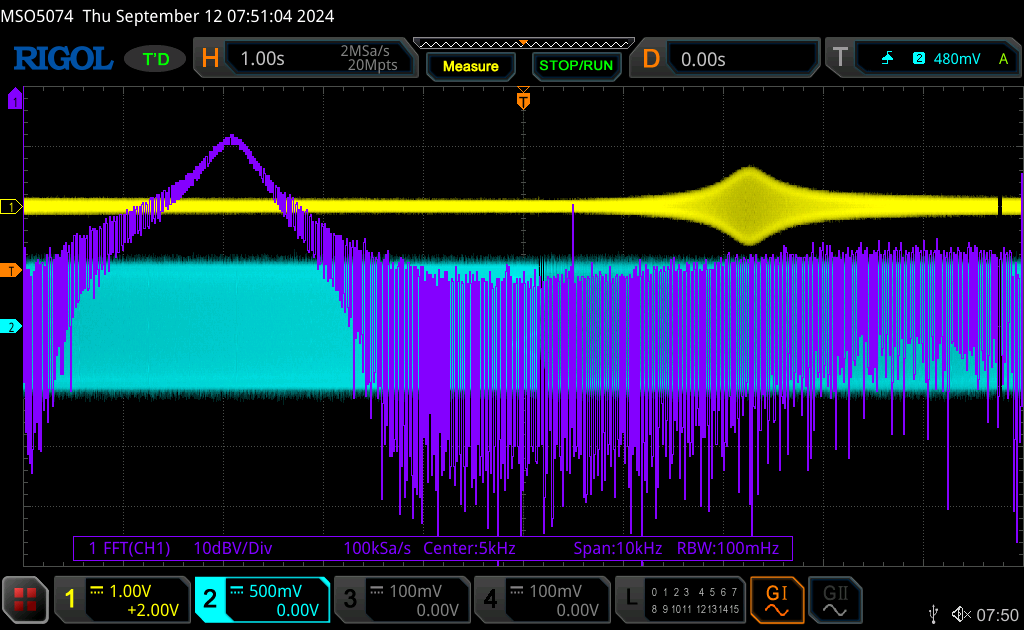 MSO5074 Thu September 12 07:51:04 2024
RIGOL T'D H 1.00s 2MSa/s 20Mpts Measure STOP/RUN D 0.00s T 2 480mV A
1
T
1
T
2
1 FFT(CH1) 10dBV/Div 100kSa/s Center:5kHz Span:10kHz RBW:100mHz
1 1.00V +2.00V 2 500mV 0.00V 3 100mV 0.00V 4 100mV 0.00V L 0 1 2 3 4 5 6 7 8 9 10 11 12 13 14 15 GI GII
07:50